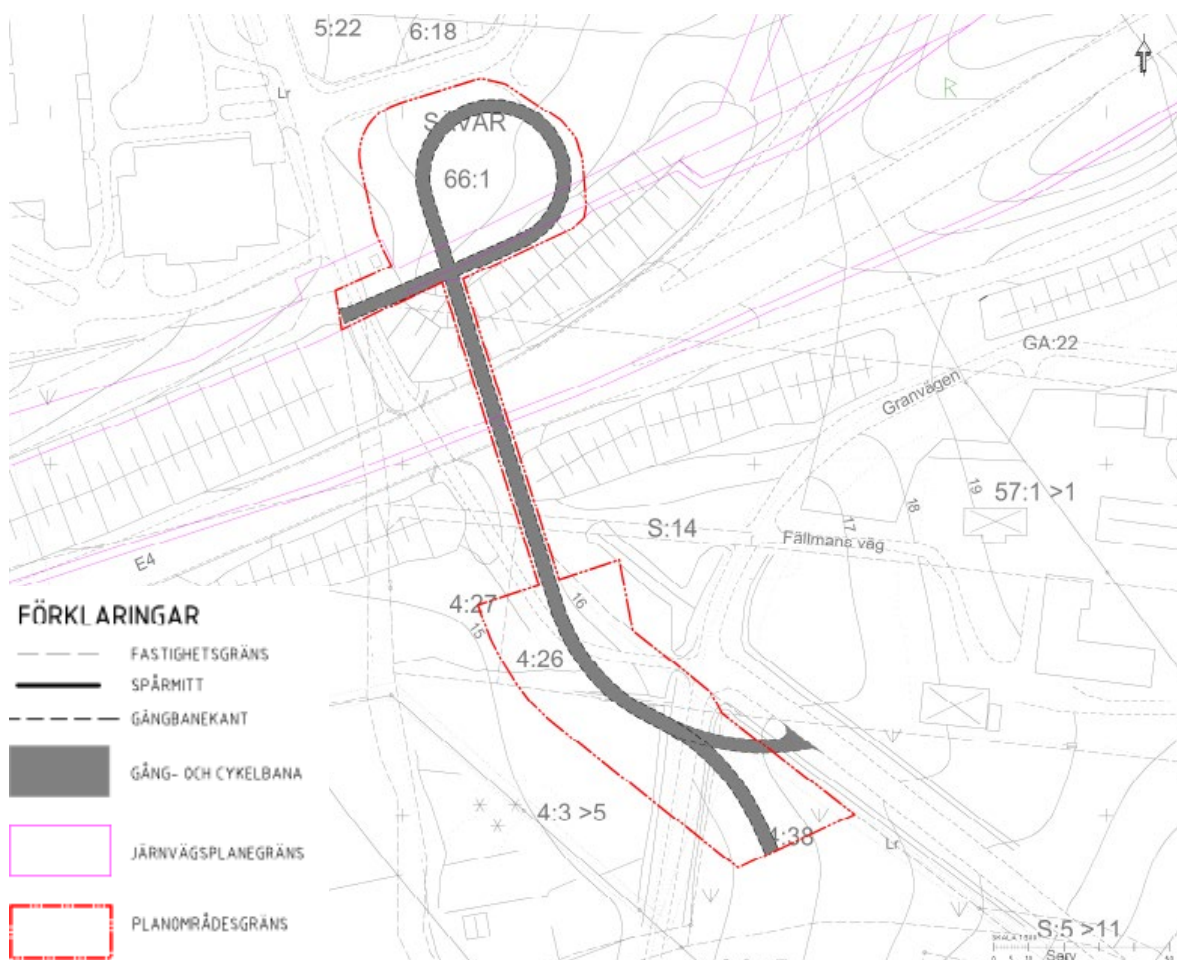 5:22
6:18
Lr
R
SÄVAR
66:1
GA:22
Granvägen
19
57:1 >1
18
17
S:14
Fällmans väg
E4
4:27
16
15
4:26
4:3 >5
4:38
Lr
S:5 >11
Serv
FÖRKLARINGAR
FASTIGHETSGRÄNS
SPÅRMITT
GÅNGBANEKANT
GÅNG- OCH CYKELBANA
JÄRNVÄGSPLANEGRÄNS
PLANOMRÅDESGRÄNS